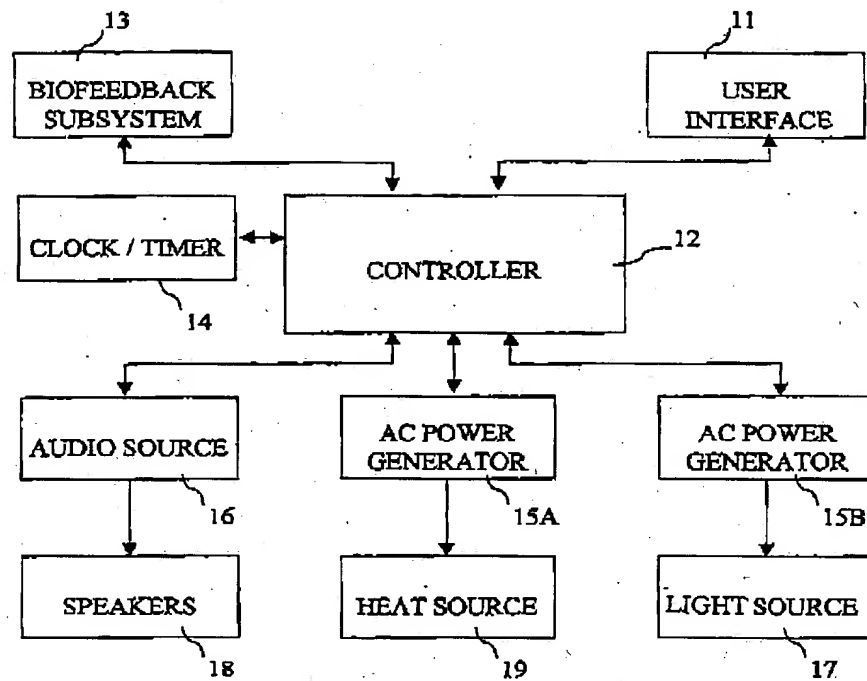 13
11
BIOFEEDBACK
SUBSYSTEM
USER
INTERFACE
CLOCK / TIMER
14
CONTROLLER
12
AUDIO SOURCE
16
AC POWER
GENERATOR
15A
AC POWER
GENERATOR
15B
SPEAKERS
18
HEAT SOURCE
19
LIGHT SOURCE
17